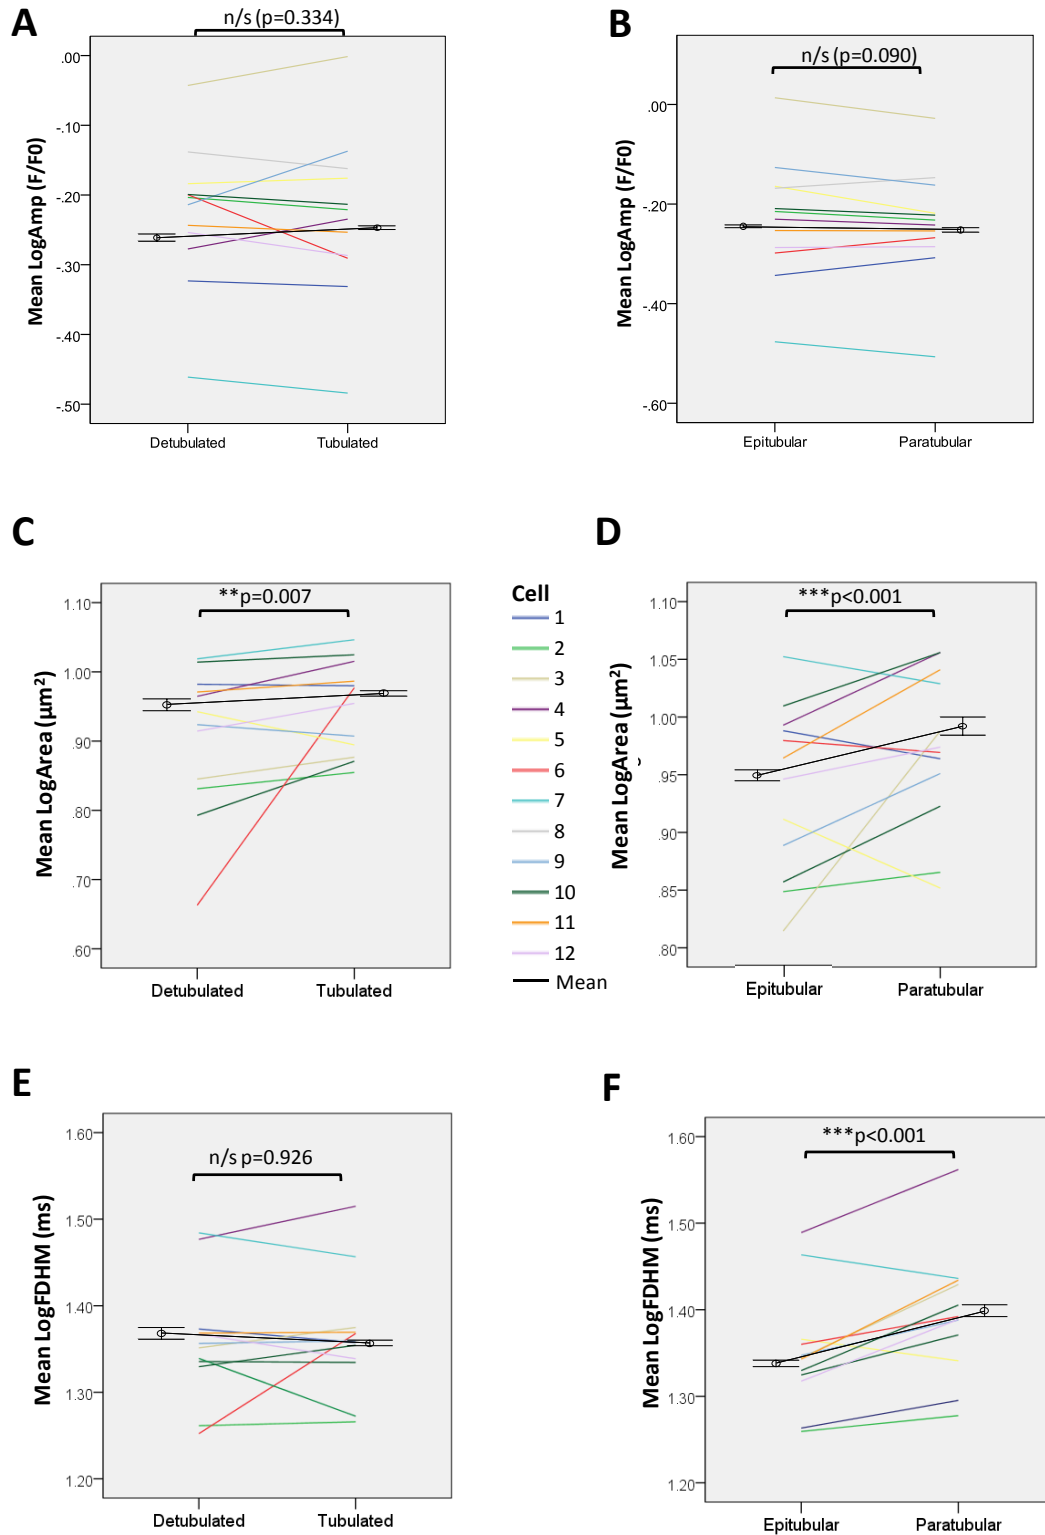 A
n/s (p=0.334)
Mean LogAmp (F/F0)
.00
-.10
-.20
-.30
-.40
-.50
Detubulated Tubulated
B
n/s (p=0.090)
Mean LogAmp (F/F0)
.00
-.20
-.40
-.60
Epitubular Paratubular
C
**p=0.007
Mean LogArea (µm²)
1.10
1.00
.90
.80
.70
.60
Detubulated Tubulated
Cell
1
2
3
4
5
6
7
8
9
10
11
12
Mean
D
***p<0.001
Mean LogArea (µm²)
1.10
1.05
1.00
.95
.90
.85
.80
Epitubular Paratubular
E
n/s p=0.926
Mean LogFDHM (ms)
1.60
1.50
1.40
1.30
1.20
Detubulated Tubulated
F
***p<0.001
Mean LogFDHM (ms)
1.60
1.50
1.40
1.30
1.20
Epitubular Paratubular